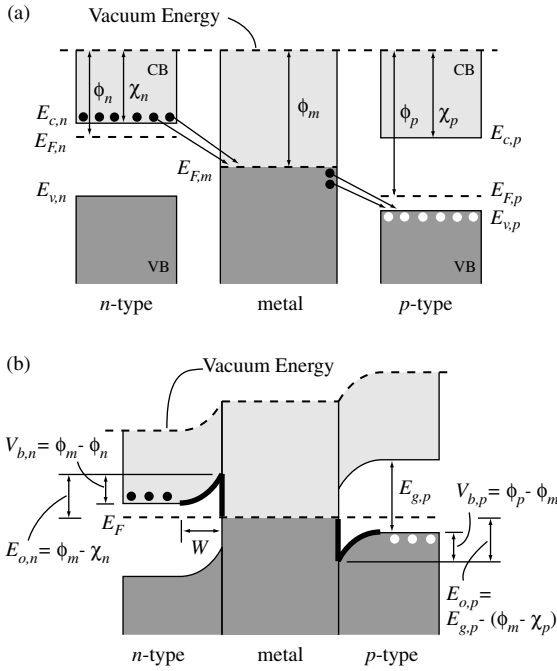 (a)
Vacuum Energy
CB
CB
ϕn
χn
ϕm
ϕp
χp
Ec,n
EF,n
Ec,p
EF,m
Ev,n
EF,p
Ev,p
VB
VB
n-type
metal
p-type
(b)
Vacuum Energy
Vb,n= ϕm- ϕn
Eg,p
Vb,p= ϕp- ϕm
EF
W
Eo,n= ϕm- χn
Eo,p=
Eg,p- (ϕm- χp)
n-type
metal
p-type